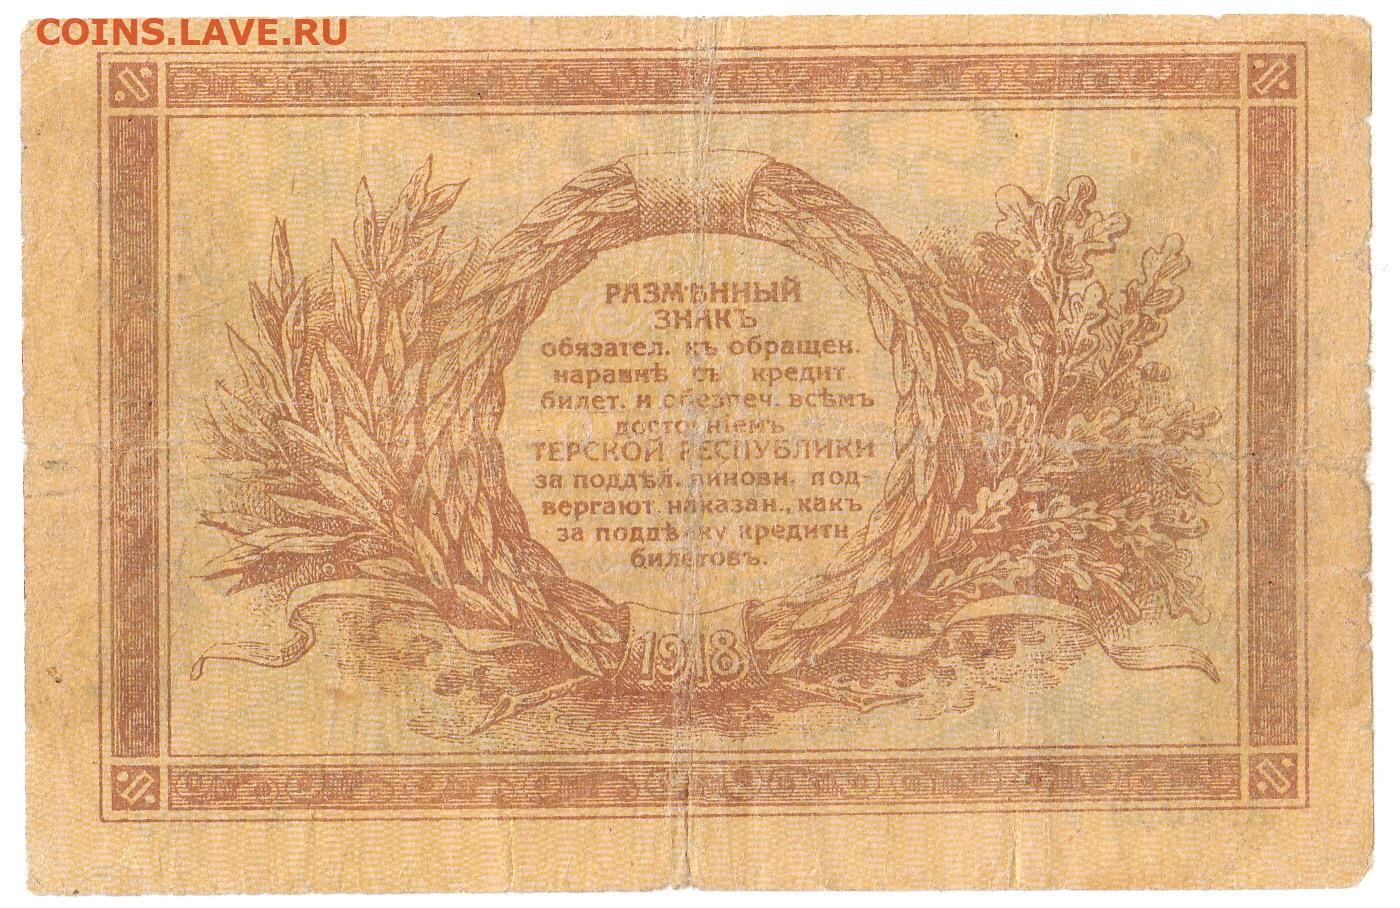 COINS.LAVE.RU
РАЗМѢННЫЙ
ЗНАКЪ
обязател. къ обращен.
наравнѣ съ кредит
билет. и обезпеч. всѣмъ
достояніемъ
ТЕРСКОЙ РЕСПУБЛИКИ
за поддѣл. виновн. под-
вергают. наказан., какъ
за поддѣлку кредитн
билетовъ.
1918